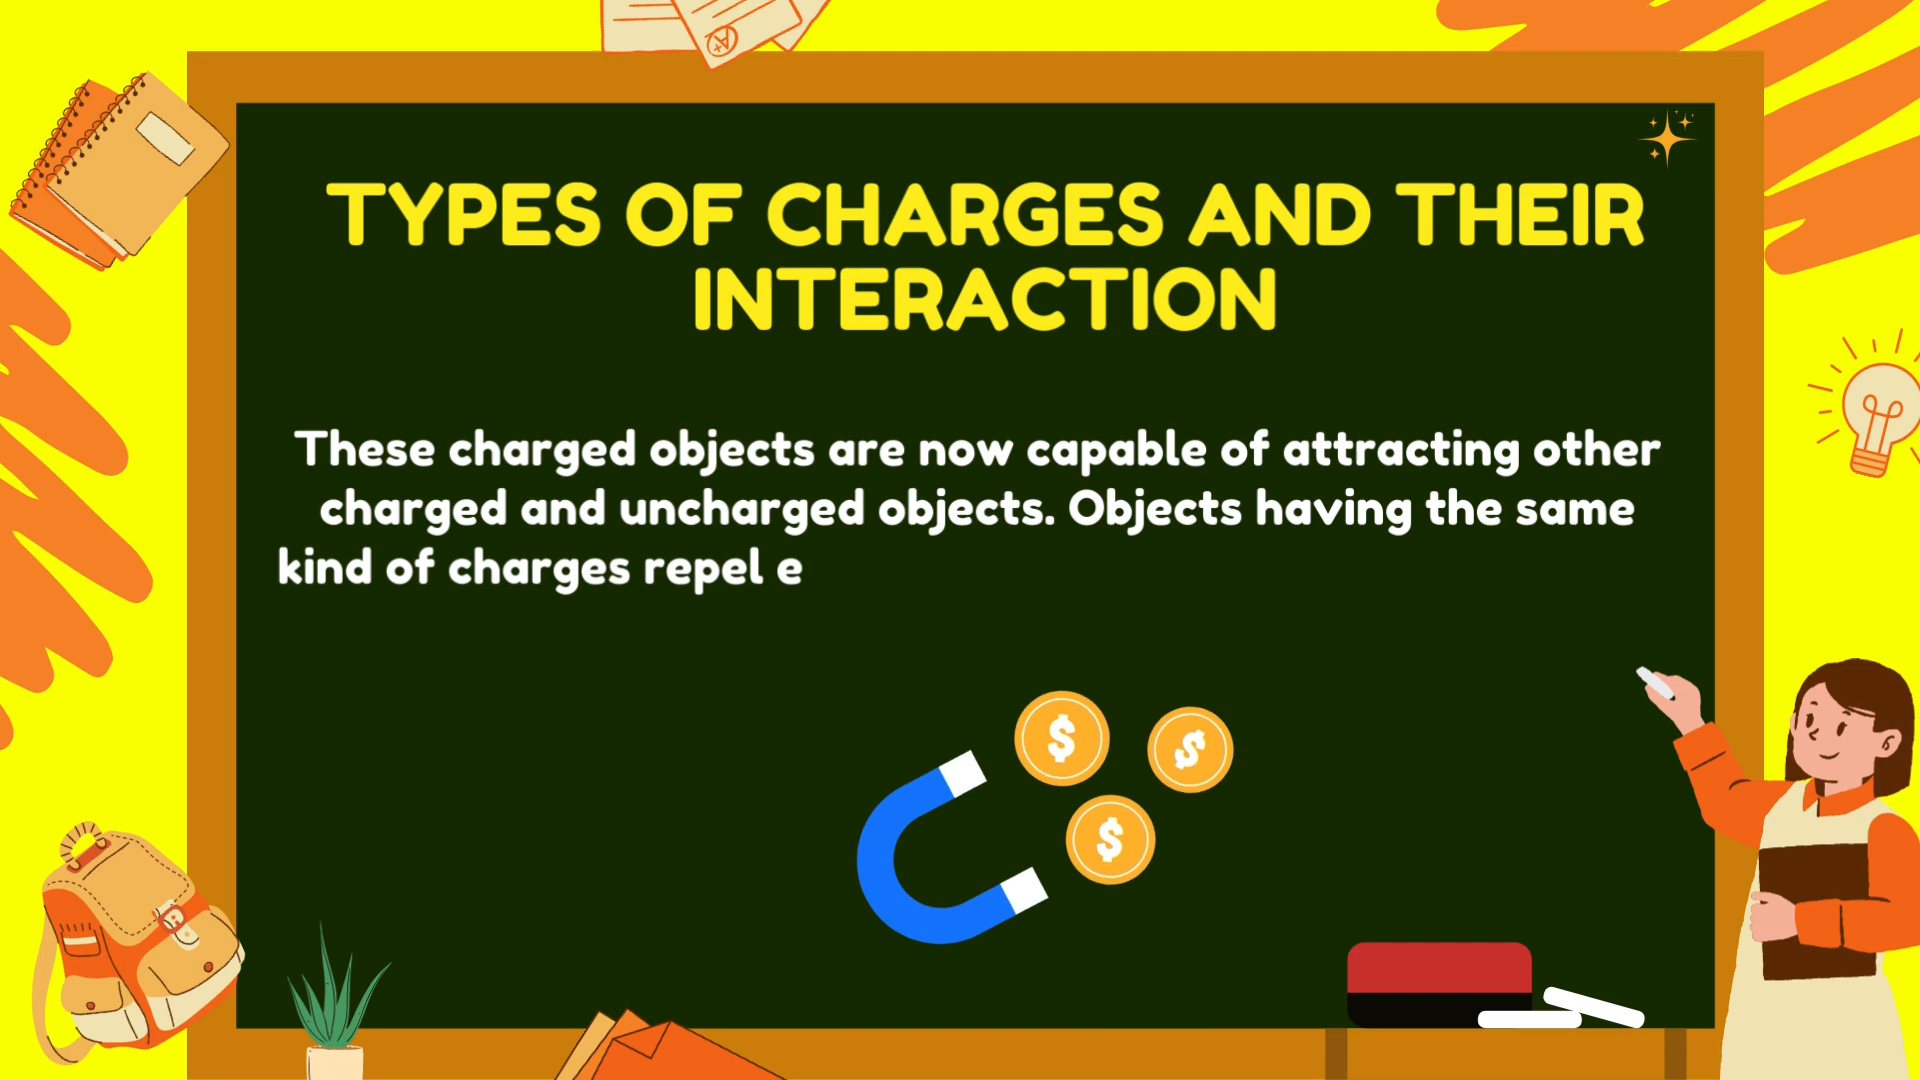 A+
TYPES OF CHARGES AND THEIR
INTERACTION
These charged objects are now capable of attracting other
charged and uncharged objects. Objects having the same
kind of charges repel e
$
$
$